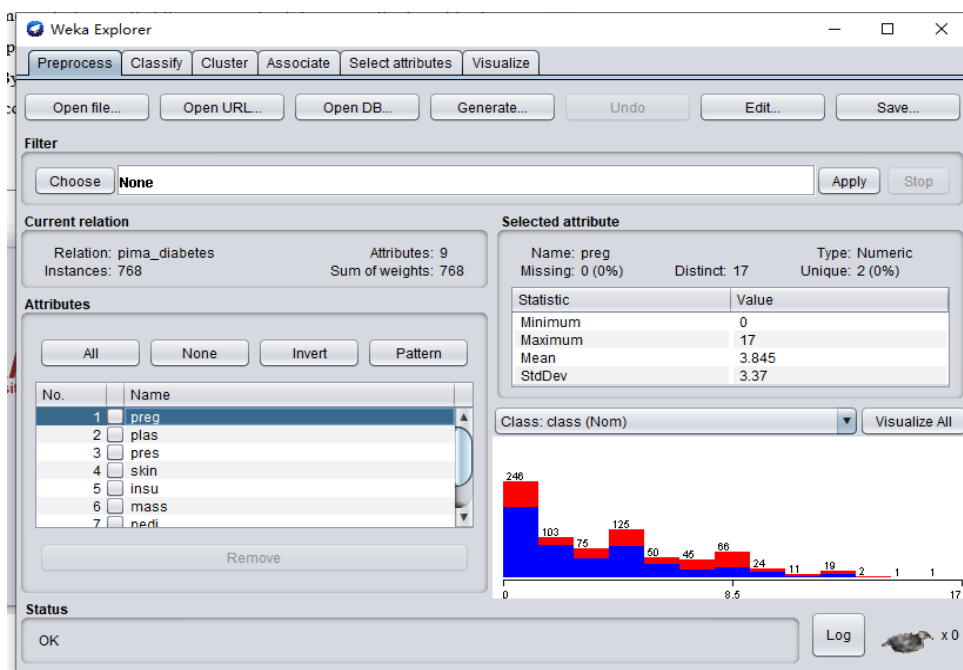 Weka Explorer
Preprocess Classify Cluster Associate Select attributes Visualize
Open file... Open URL... Open DB... Generate... Undo Edit... Save...
Filter
Choose None Apply Stop
Current relation
Relation: pima_diabetes Attributes: 9
Instances: 768 Sum of weights: 768
Attributes
All None Invert Pattern
No. Name
1 preg
2 plas
3 pres
4 skin
5 insu
6 mass
7 pedi
Remove
Selected attribute
Name: preg Type: Numeric
Missing: 0 (0%) Distinct: 17 Unique: 2 (0%)
Statistic Value
Minimum 0
Maximum 17
Mean 3.845
StdDev 3.37
Class: class (Nom) Visualize All
246 103 75 125 50 45 66 24 11 19 2 1 1
0 8.5 17
Status
OK Log x 0